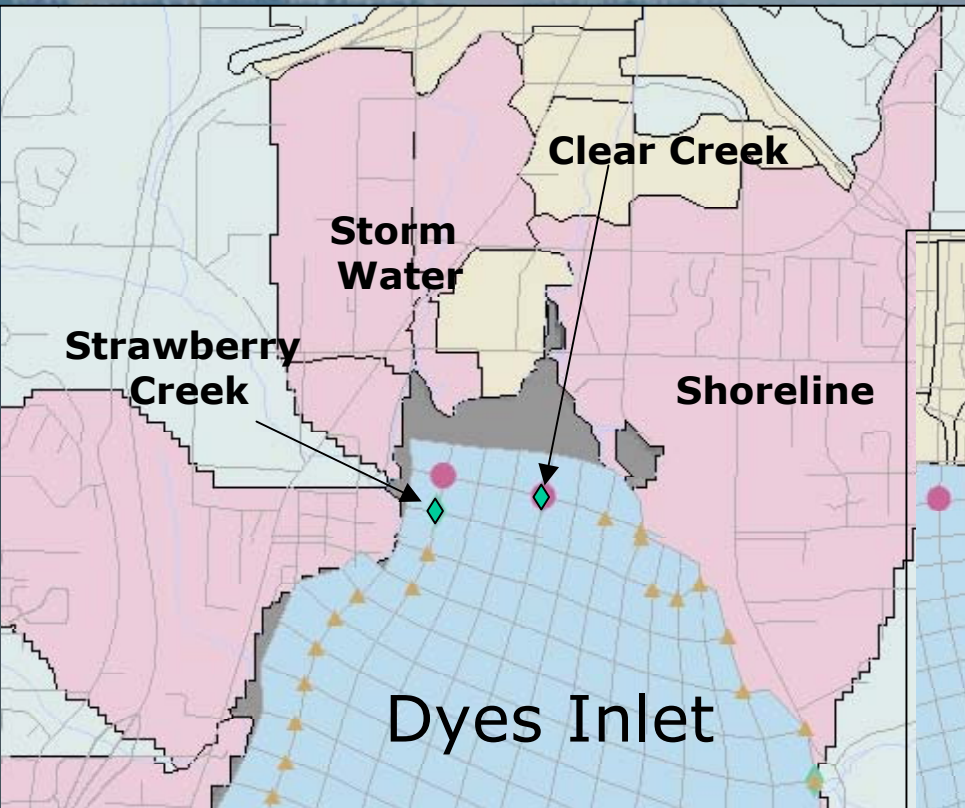 Clear Creek
Storm
Water
Strawberry
Creek
Shoreline
Dyes Inlet